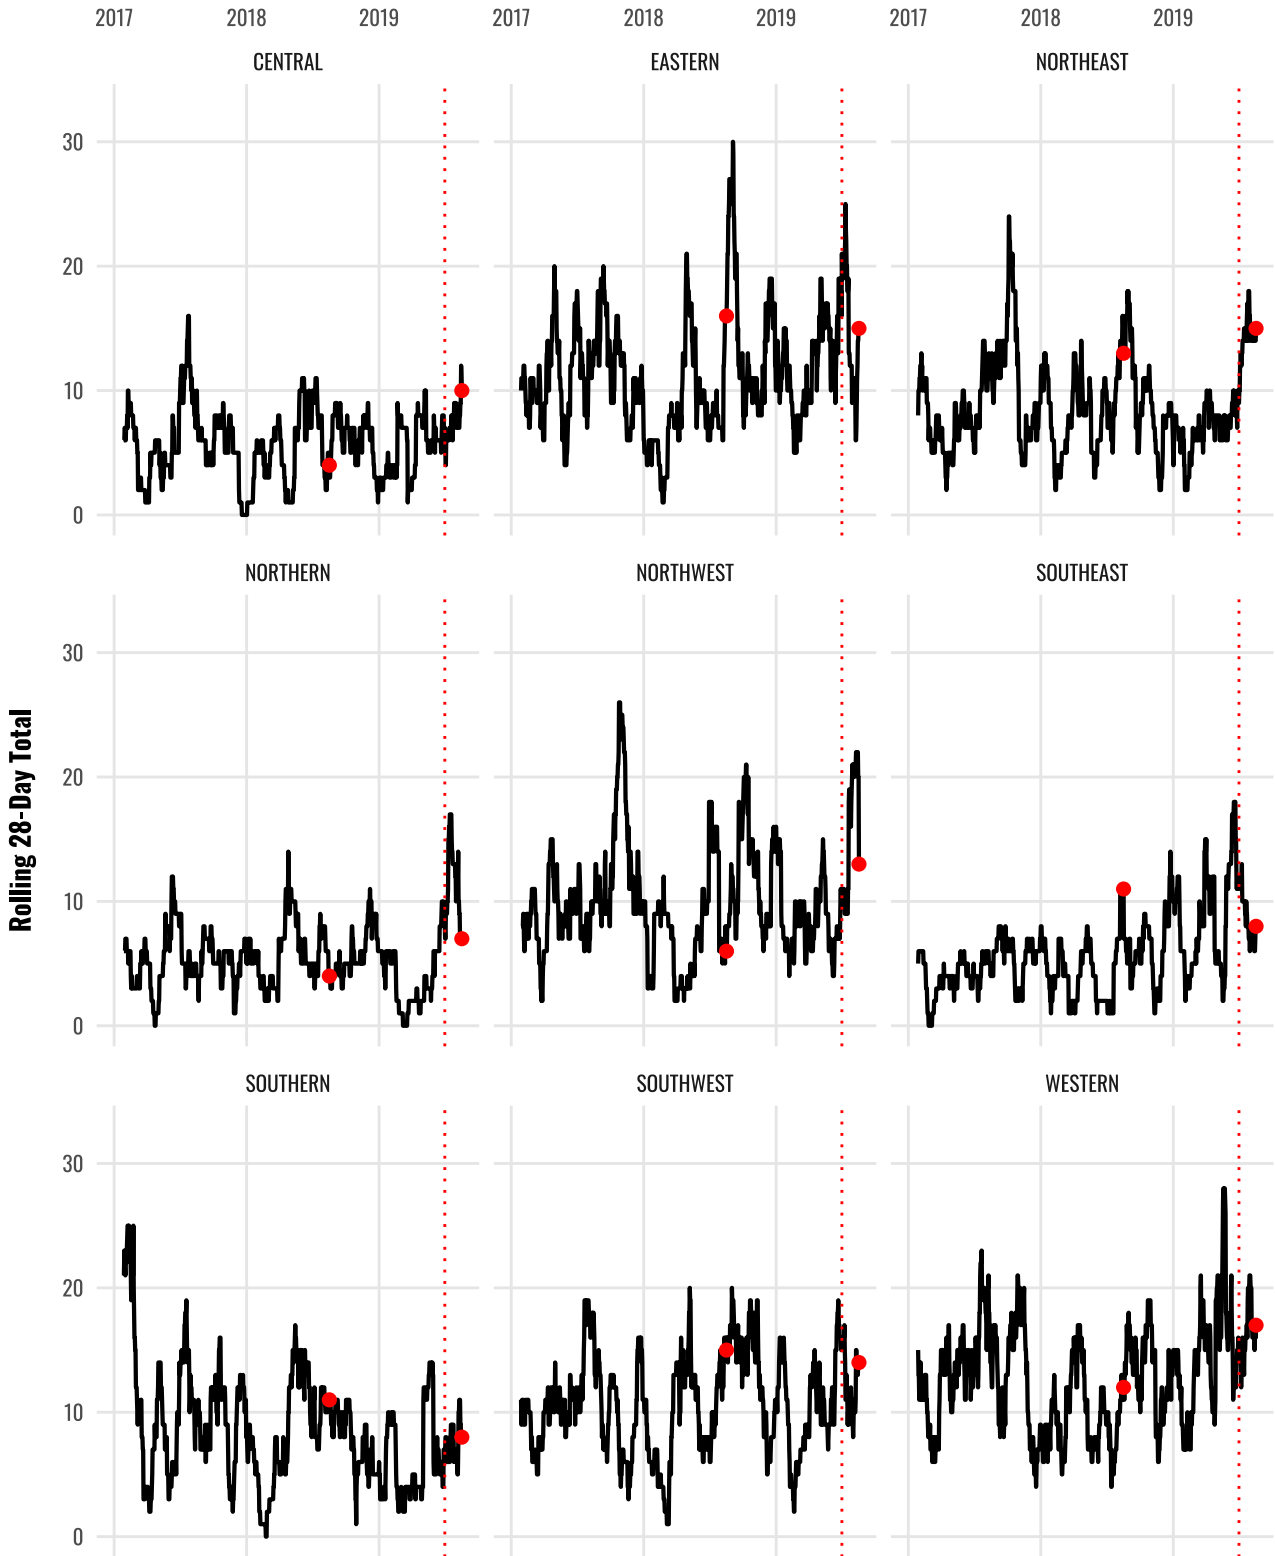 2017 2018 2019 2017 2018 2019 2017 2018 2019
CENTRAL EASTERN NORTHEAST
30
20
10
0
NORTHERN NORTHWEST SOUTHEAST
30
20
10
0
Rolling 28-Day Total
SOUTHERN SOUTHWEST WESTERN
30
20
10
0